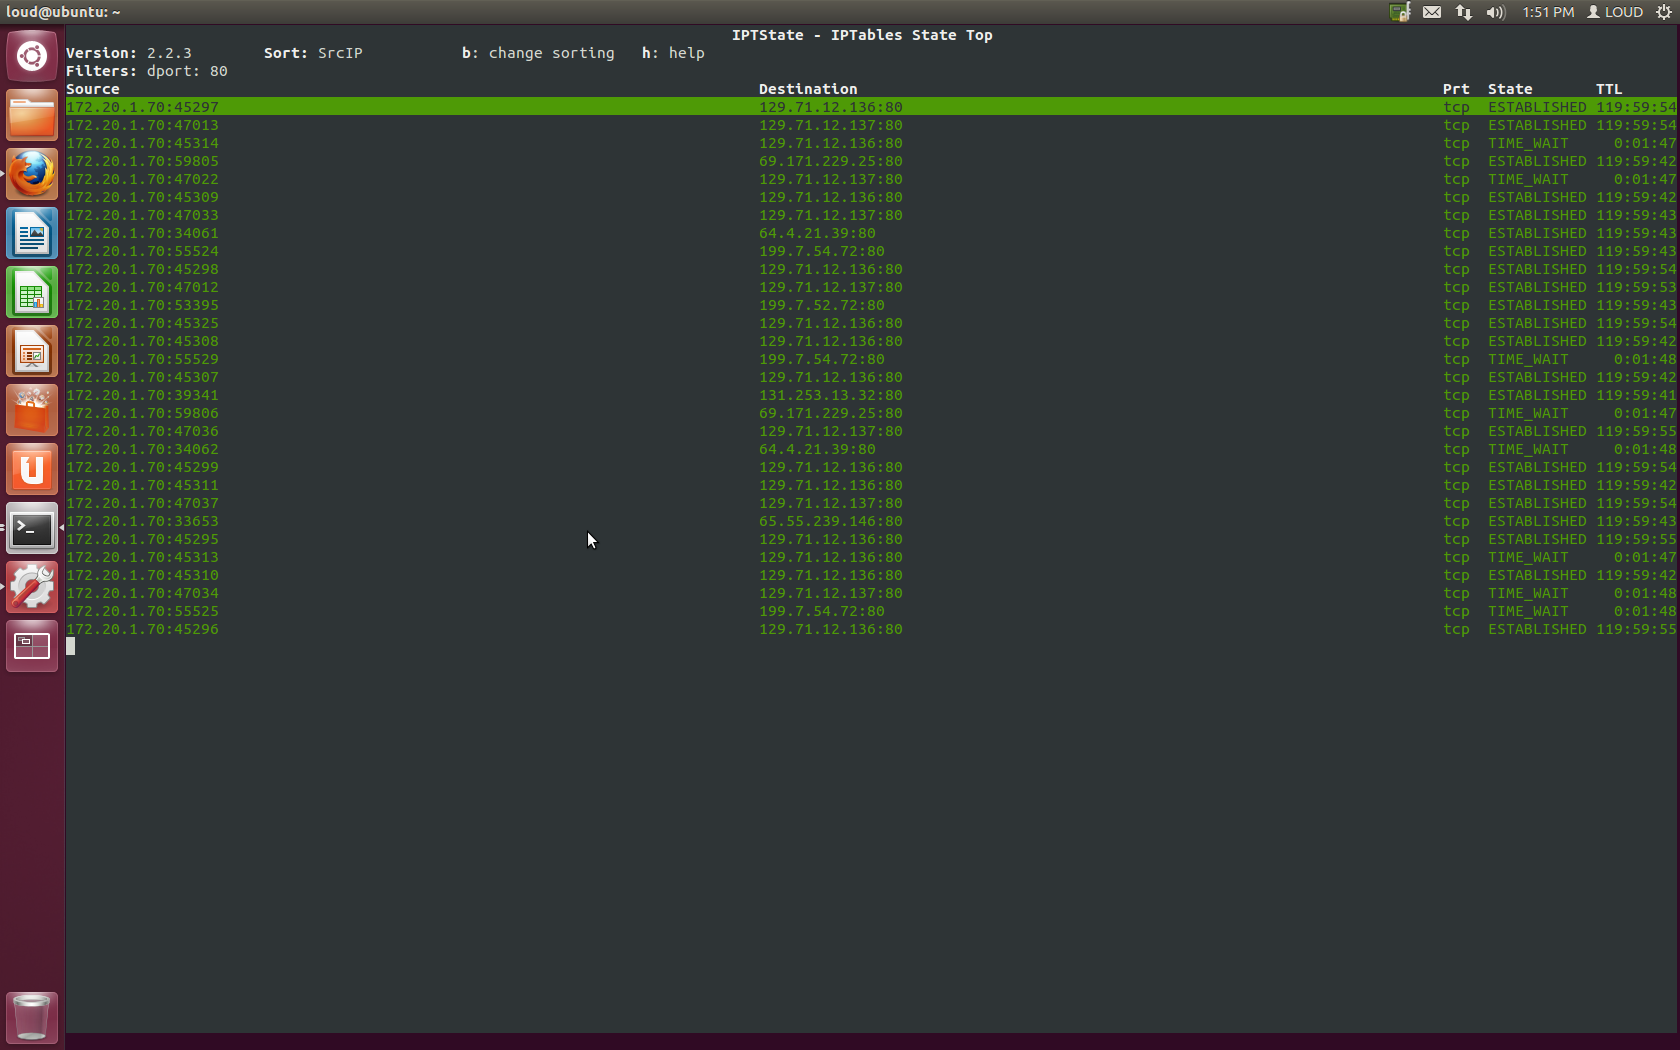 loud@ubuntu: ~ 1:51 PM LOUD
IPTState - IPTables State Top
Version: 2.2.3 Sort: SrcIP b: change sorting h: help
Filters: dport: 80
Source Destination Prt State TTL
172.20.1.70:45297 129.71.12.136:80 tcp ESTABLISHED 119:59:54
172.20.1.70:47013 129.71.12.137:80 tcp ESTABLISHED 119:59:54
172.20.1.70:45314 129.71.12.136:80 tcp TIME_WAIT 0:01:47
172.20.1.70:59805 69.171.229.25:80 tcp ESTABLISHED 119:59:42
172.20.1.70:47022 129.71.12.137:80 tcp TIME_WAIT 0:01:47
172.20.1.70:45309 129.71.12.136:80 tcp ESTABLISHED 119:59:42
172.20.1.70:47033 129.71.12.137:80 tcp ESTABLISHED 119:59:43
172.20.1.70:34061 64.4.21.39:80 tcp ESTABLISHED 119:59:43
172.20.1.70:55524 199.7.54.72:80 tcp ESTABLISHED 119:59:43
172.20.1.70:45298 129.71.12.136:80 tcp ESTABLISHED 119:59:54
172.20.1.70:47012 129.71.12.137:80 tcp ESTABLISHED 119:59:53
172.20.1.70:53395 199.7.52.72:80 tcp ESTABLISHED 119:59:43
172.20.1.70:45325 129.71.12.136:80 tcp ESTABLISHED 119:59:54
172.20.1.70:45308 129.71.12.136:80 tcp ESTABLISHED 119:59:42
172.20.1.70:55529 199.7.54.72:80 tcp TIME_WAIT 0:01:48
172.20.1.70:45307 129.71.12.136:80 tcp ESTABLISHED 119:59:42
172.20.1.70:39341 131.253.13.32:80 tcp ESTABLISHED 119:59:41
172.20.1.70:59806 69.171.229.25:80 tcp TIME_WAIT 0:01:47
172.20.1.70:47036 129.71.12.137:80 tcp ESTABLISHED 119:59:55
172.20.1.70:34062 64.4.21.39:80 tcp TIME_WAIT 0:01:48
172.20.1.70:45299 129.71.12.136:80 tcp ESTABLISHED 119:59:54
172.20.1.70:45311 129.71.12.136:80 tcp ESTABLISHED 119:59:42
172.20.1.70:47037 129.71.12.137:80 tcp ESTABLISHED 119:59:54
172.20.1.70:33653 65.55.239.146:80 tcp ESTABLISHED 119:59:43
172.20.1.70:45295 129.71.12.136:80 tcp ESTABLISHED 119:59:55
172.20.1.70:45313 129.71.12.136:80 tcp TIME_WAIT 0:01:47
172.20.1.70:45310 129.71.12.136:80 tcp ESTABLISHED 119:59:42
172.20.1.70:47034 129.71.12.137:80 tcp TIME_WAIT 0:01:48
172.20.1.70:55525 199.7.54.72:80 tcp TIME_WAIT 0:01:48
172.20.1.70:45296 129.71.12.136:80 tcp ESTABLISHED 119:59:55